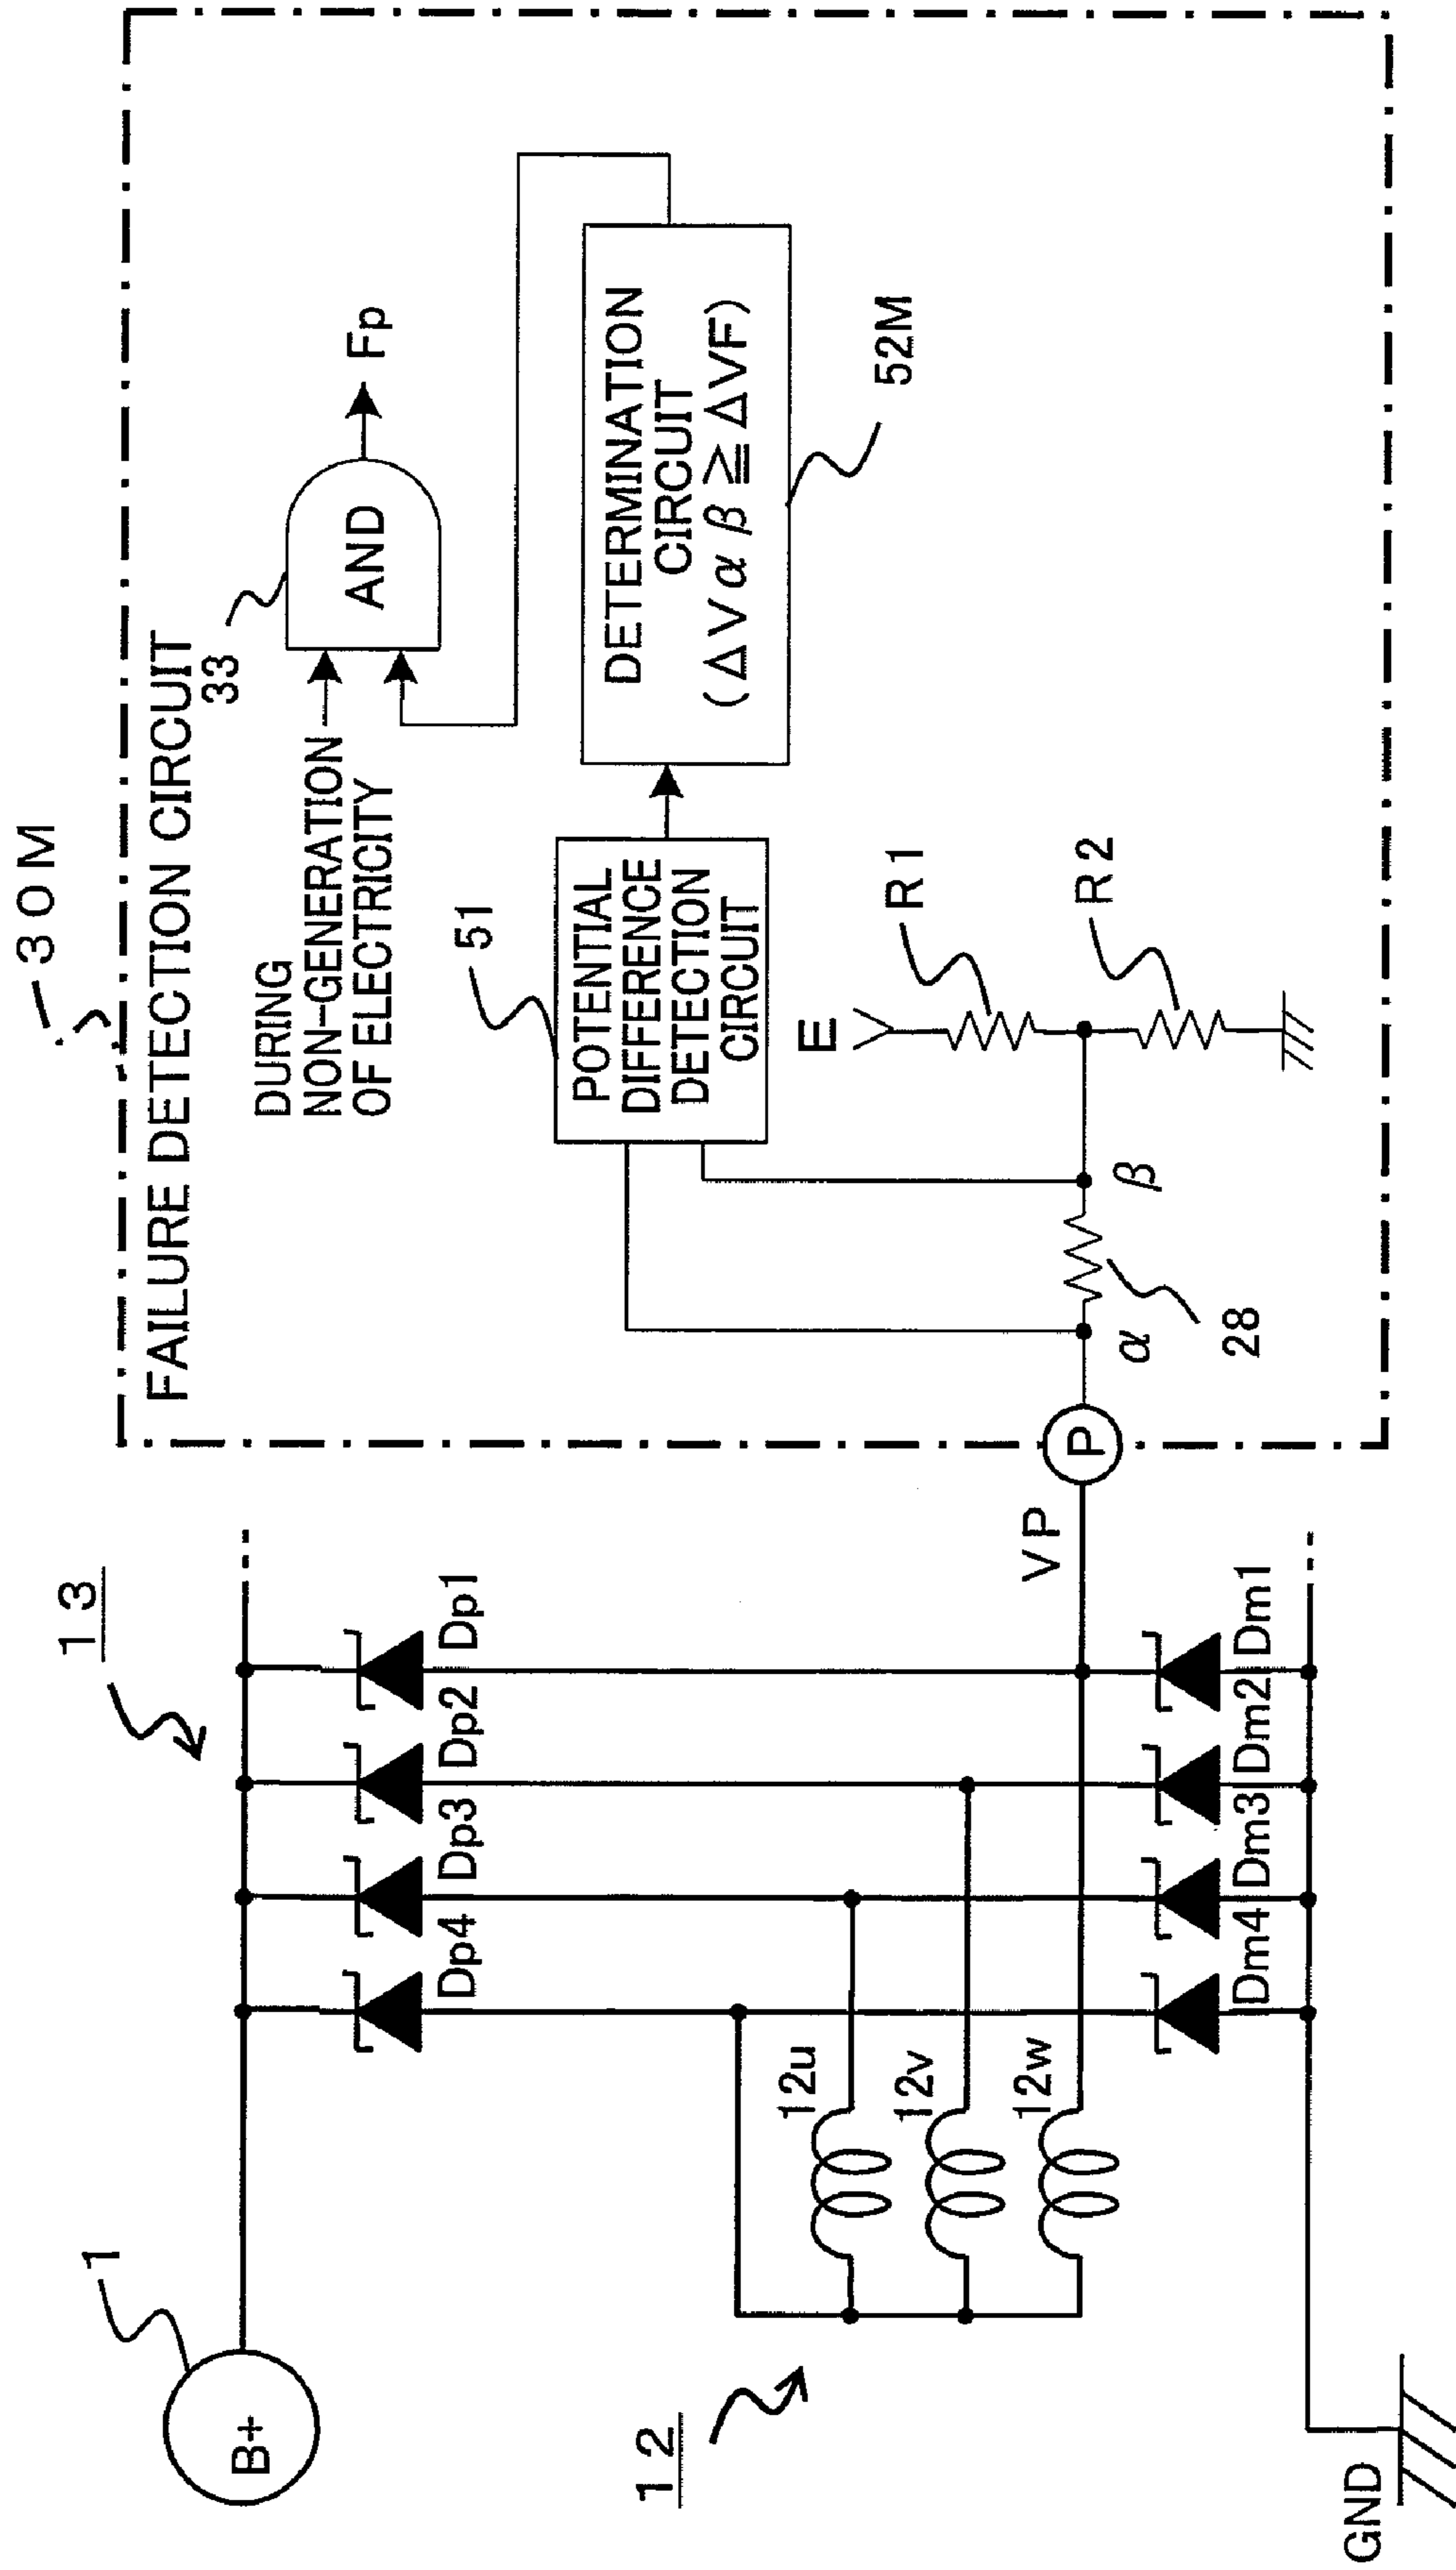 30M
FAILURE DETECTION CIRCUIT
33
DURING
NON-GENERATION
OF ELECTRICITY
AND
Fp
51
POTENTIAL
DIFFERENCE
DETECTION
CIRCUIT
DETERMINATION
CIRCUIT
(ΔVαβ≧ΔVF)
52M
E
R1
R2
α
β
28
P
VP
13
1
B+
Dp4
Dp3
Dp2
Dp1
12
12u
12v
12w
Dm4
Dm3
Dm2
Dm1
GND